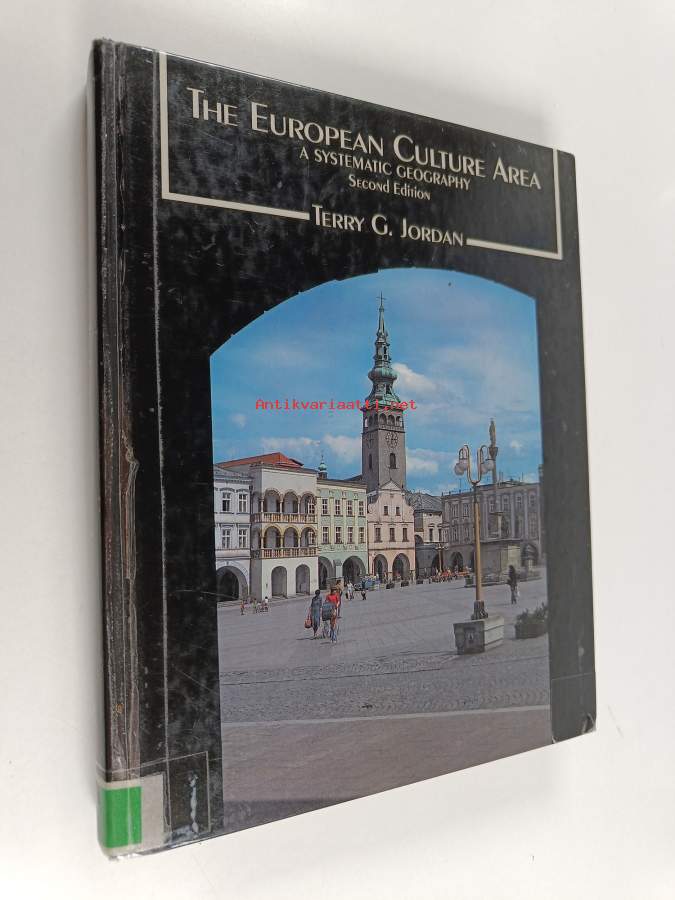 THE EUROPEAN CULTURE AREA
A SYSTEMATIC GEOGRAPHY
Second Edition
TERRY G. JORDAN
Antikvariaatti.net